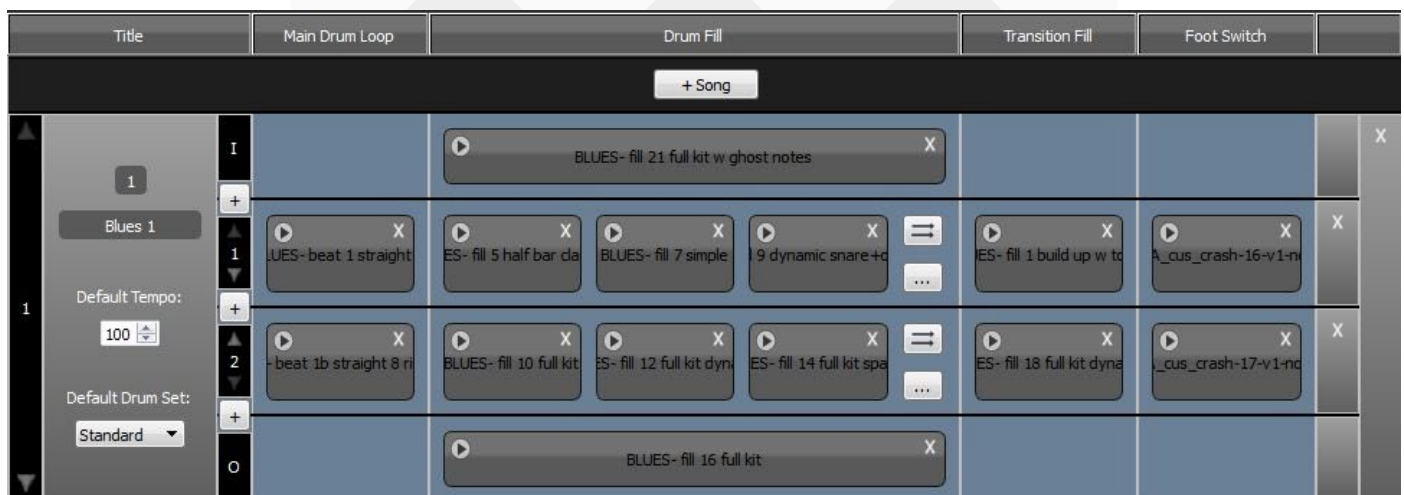 Title Main Drum Loop Drum Fill Transition Fill Foot Switch
+ Song
1
1
Blues 1
Default Tempo:
100
Default Drum Set:
Standard
I
BLUES- fill 21 full kit w ghost notes X
X
+
1
X X X X X X X
UES- beat 1 straight
ES- fill 5 half bar cla
BLUES- fill 7 simple
l 9 dynamic snare+c
...
ES- fill 1 build up w to
A_cus_crash-16-v1-n
+
2
X X X X X X X
- beat 1b straight 8 ri
BLUES- fill 10 full kit
ES- fill 12 full kit dyn
ES- fill 14 full kit spa
...
ES- fill 18 full kit dyna
_cus_crash-17-v1-no
+
O
BLUES- fill 16 full kit X